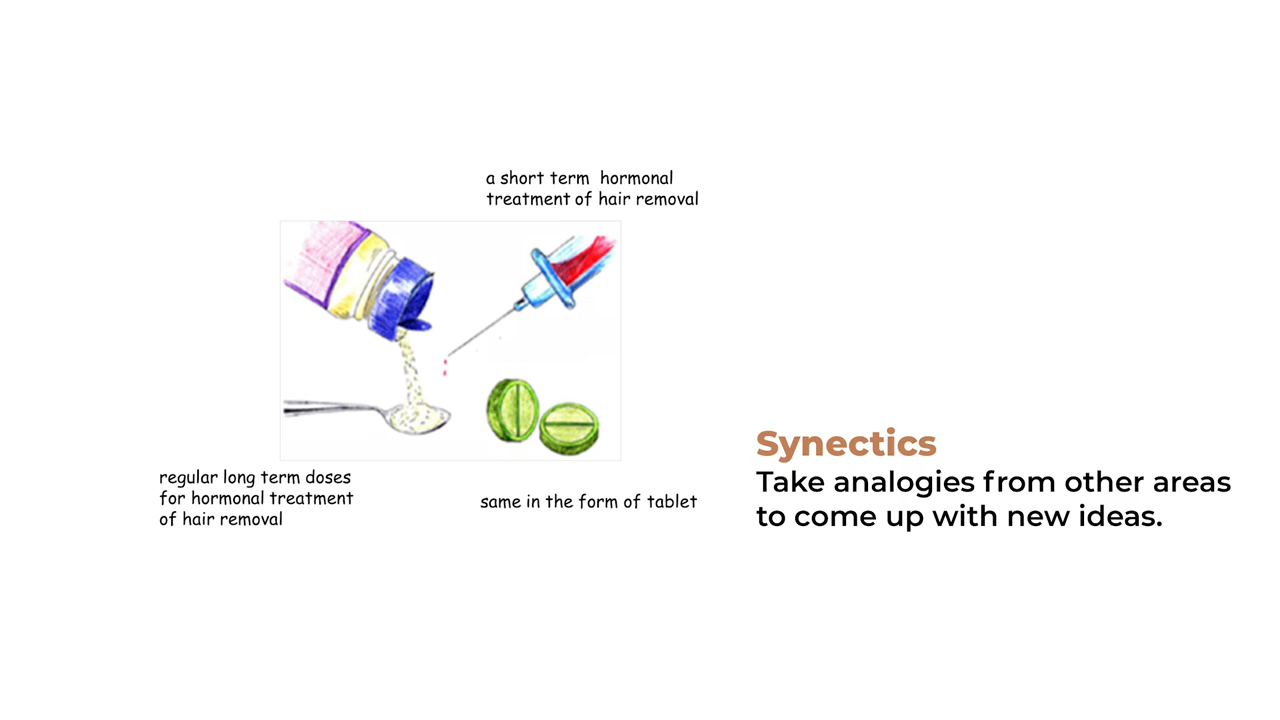 a short term hormonal
treatment of hair removal
regular long term doses
for hormonal treatment
of hair removal
same in the form of tablet
Synectics
Take analogies from other areas
to come up with new ideas.